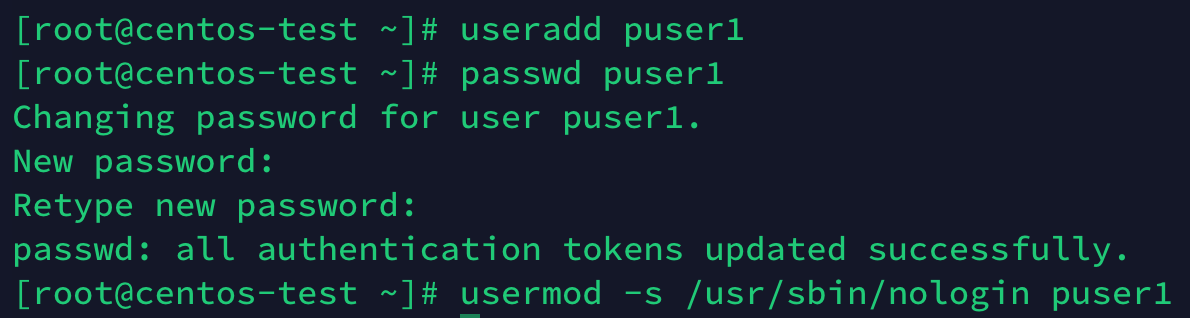 [root@centos-test ~]# useradd puser1
[root@centos-test ~]# passwd puser1
Changing password for user puser1.
New password:
Retype new password:
passwd: all authentication tokens updated successfully.
[root@centos-test ~]# usermod -s /usr/sbin/nologin puser1